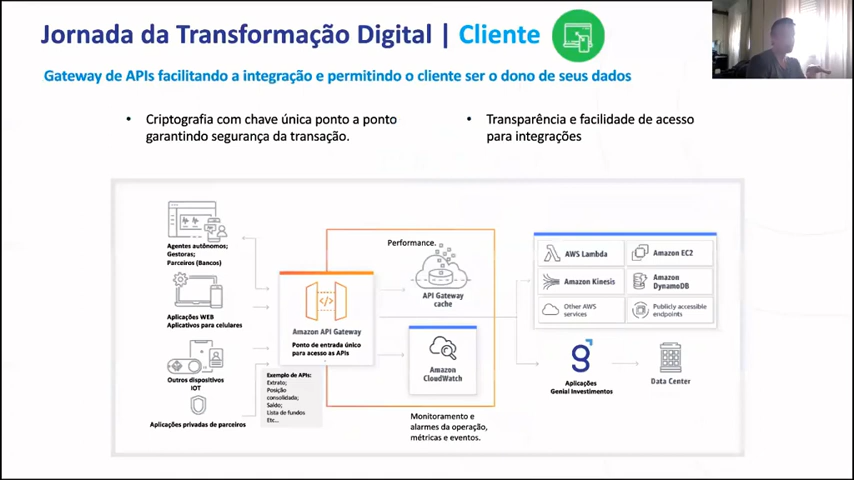 Jornada da Transformação Digital | Cliente
Gateway de APIs facilitando a integração e permitindo o cliente ser o dono de seus dados
• Criptografia com chave única ponto a ponto
garantindo segurança da transação.
• Transparência e facilidade de acesso
para integrações
Agentes autônomos;
Gestoras;
Parceiros (Bancos)
Aplicações WEB
Aplicativos para celulares
Outros dispositivos
IOT
Aplicações privadas de parceiros
Amazon API Gateway
Ponto de entrada único
para acesso as APIs
Exemplo de APIs:
Extrato;
Posição
consolidada;
Saldo;
Lista de fundos
Etc...
Performance.
API Gateway
cache
Amazon
CloudWatch
Monitoramento e
alarmes da operação,
métricas e eventos.
AWS Lambda
Amazon EC2
Amazon Kinesis
Amazon
DynamoDB
Other AWS
services
Publicly accessible
endpoints
Aplicações
Genial Investimentos
Data Center